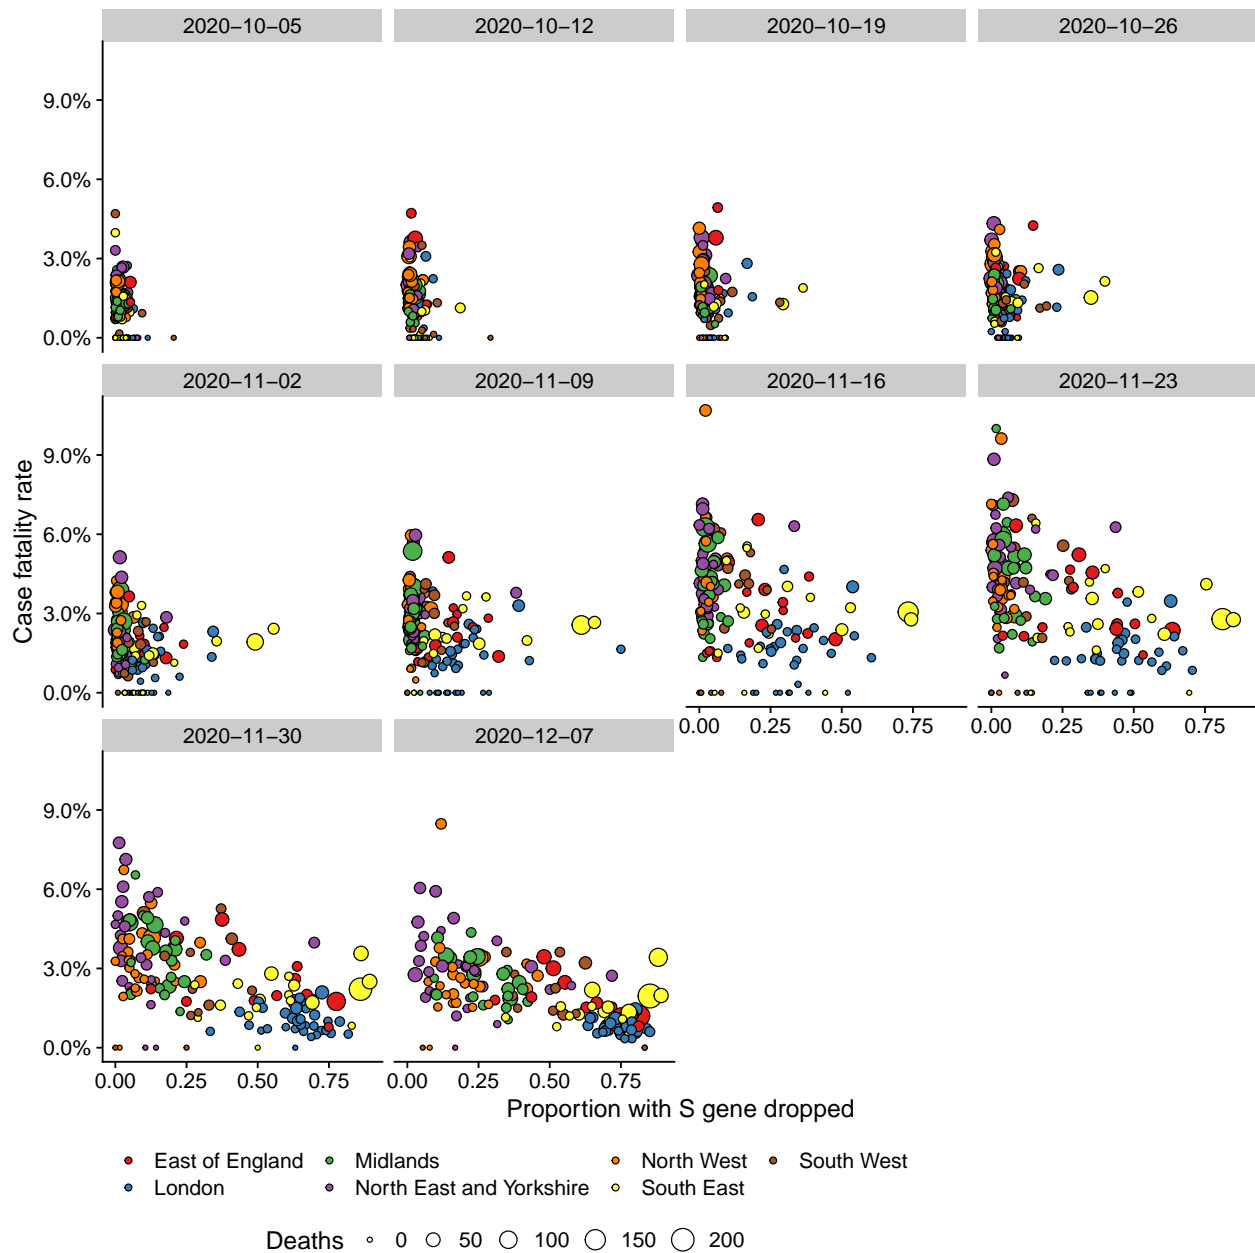 2020−10−05 2020−10−12 2020−10−19 2020−10−26
9.0%
6.0%
3.0%
0.0%
2020−11−02 2020−11−09 2020−11−16 2020−11−23
Case fatality rate
9.0%
6.0%
3.0%
0.0%
0.00 0.25 0.50 0.75 0.00 0.25 0.50 0.75
2020−11−30 2020−12−07
9.0%
6.0%
3.0%
0.0%
0.00 0.25 0.50 0.75 0.00 0.25 0.50 0.75
Proportion with S gene dropped
East of England Midlands North West South West
London North East and Yorkshire South East
Deaths 0 50 100 150 200